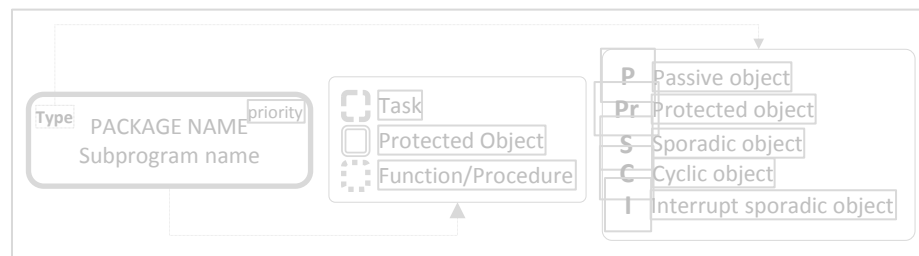 Type
priority
PACKAGE NAME
Subprogram name
Task
Protected Object
Function/Procedure
P Passive object
Pr Protected object
S Sporadic object
C Cyclic object
I Interrupt sporadic object